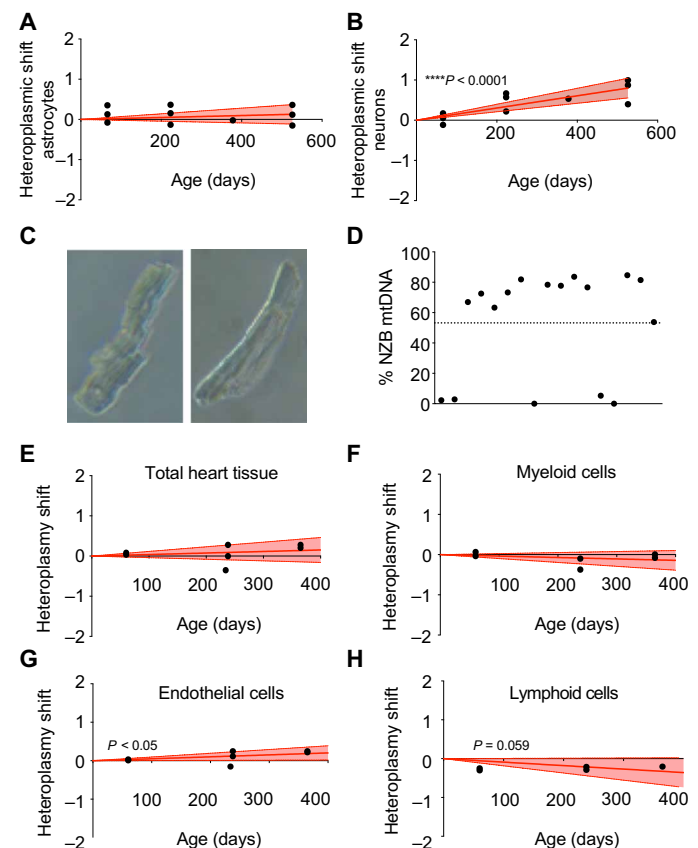 A
2
1
0
−1
−2
200
400
600
Heteropplasmic shift
astrocytes
Age (days)
B
2
1
0
−1
−2
200
400
600
****P < 0.0001
Heteropplasmic shift
neurons
Age (days)
C
D
100
80
60
40
20
0
% NZB mtDNA
E
Total heart tissue
2
1
0
−1
−2
100
200
300
400
Heteroplasmy shift
Age (days)
F
Myeloid cells
2
1
0
−1
−2
100
200
300
400
Heteroplasmy shift
Age (days)
G
Endothelial cells
2
1
0
−1
−2
P < 0.05
100
200
300
400
Heteroplasmy shift
Age (days)
H
Lymphoid cells
2
1
0
−1
−2
P = 0.059
100
200
300
400
Heteroplasmy shift
Age (days)